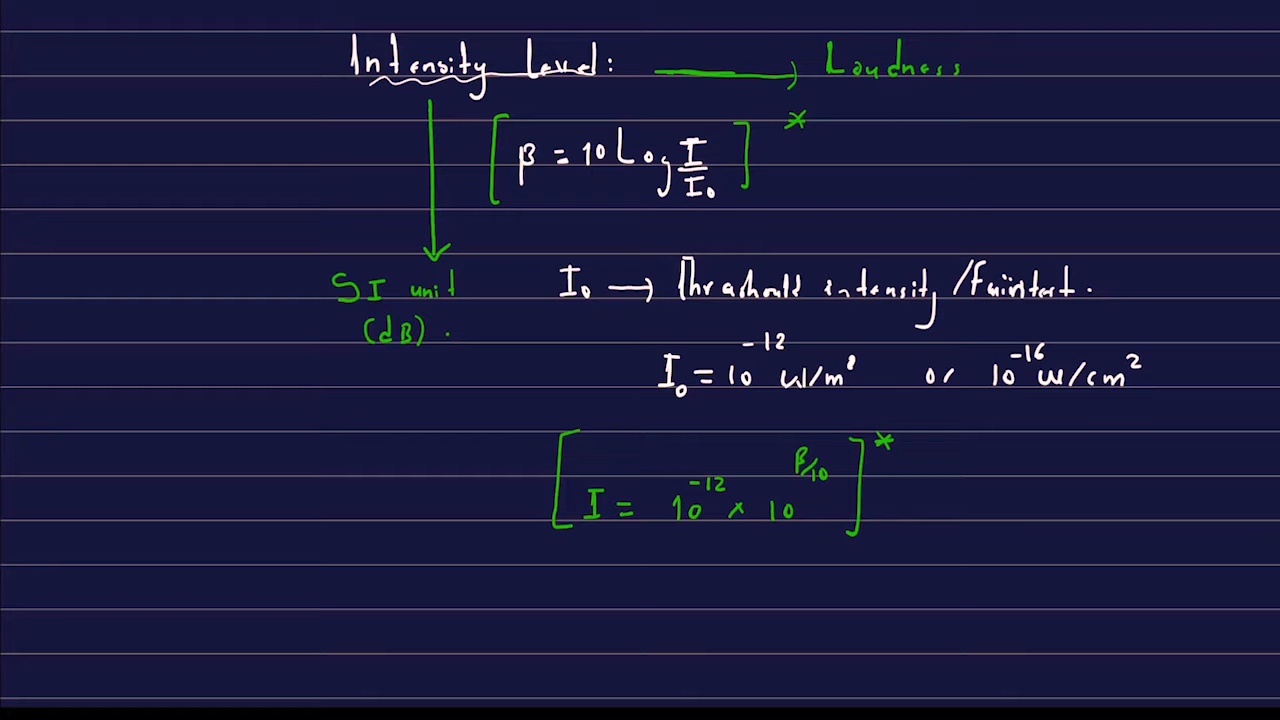 Intensity Level: → Loudness
[β = 10 Log I/I₀] *
SI unit
(dB).
I₀ → Threshould intensity / Faintest.
I₀ = 10⁻¹² W/m² or 10⁻¹⁶ W/cm²
[I = 10⁻¹² × 10^β/10] *